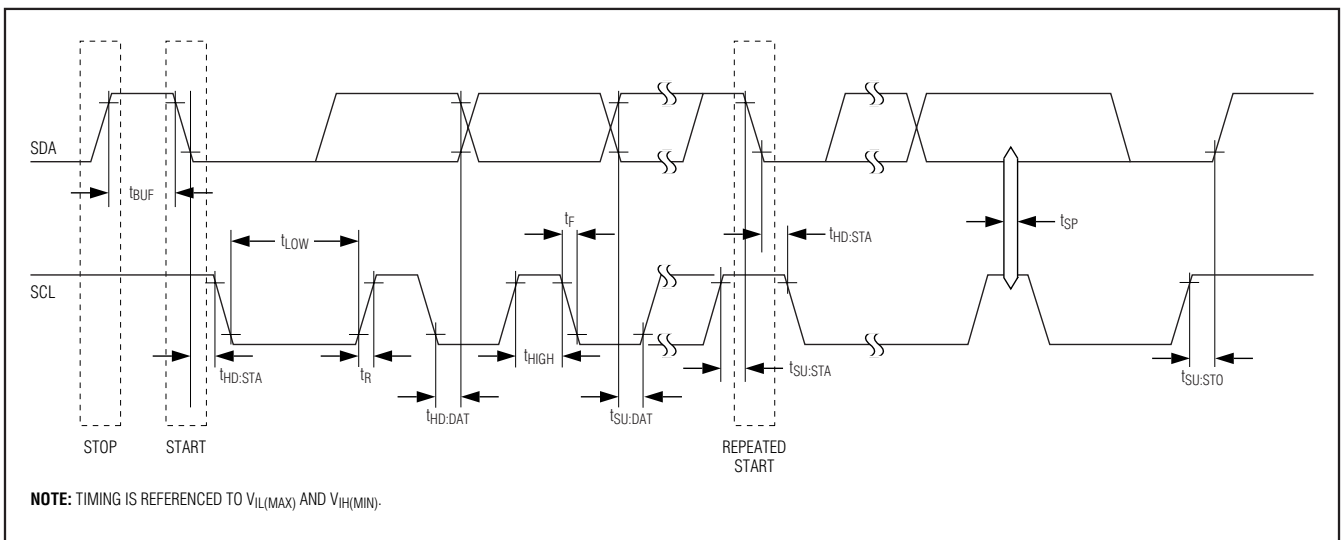 SDA
tBUF
tF
tLOW
tHD:STA
tSP
SCL
tHD:STA
tR
tHIGH
tHD:DAT
tSU:DAT
tSU:STA
tSU:STO
STOP
START
REPEATED
START
NOTE: TIMING IS REFERENCED TO VIL(MAX) AND VIH(MIN).